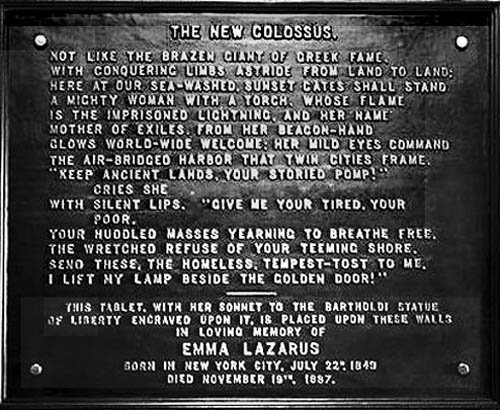 THE NEW COLOSSUS.
NOT LIKE THE BRAZEN GIANT OF GREEK FAME,
WITH CONQUERING LIMBS ASTRIDE FROM LAND TO LAND;
HERE AT OUR SEA-WASHED, SUNSET GATES SHALL STAND
A MIGHTY WOMAN WITH A TORCH, WHOSE FLAME
IS THE IMPRISONED LIGHTNING, AND HER NAME
MOTHER OF EXILES. FROM HER BEACON-HAND
GLOWS WORLD-WIDE WELCOME; HER MILD EYES COMMAND
THE AIR-BRIDGED HARBOR THAT TWIN CITIES FRAME.
"KEEP ANCIENT LANDS, YOUR STORIED POMP!"
CRIES SHE
WITH SILENT LIPS. "GIVE ME YOUR TIRED, YOUR
POOR,
YOUR HUDDLED MASSES YEARNING TO BREATHE FREE,
THE WRETCHED REFUSE OF YOUR TEEMING SHORE,
SEND THESE, THE HOMELESS, TEMPEST-TOST TO ME,
I LIFT MY LAMP BESIDE THE GOLDEN DOOR!"
THIS TABLET, WITH HER SONNET TO THE BARTHOLDI STATUE
OF LIBERTY ENGRAVED UPON IT, IS PLACED UPON THESE WALLS
IN LOVING MEMORY OF
EMMA LAZARUS
BORN IN NEW YORK CITY, JULY 22ᴰ, 1849
DIED NOVEMBER 19TH, 1887.